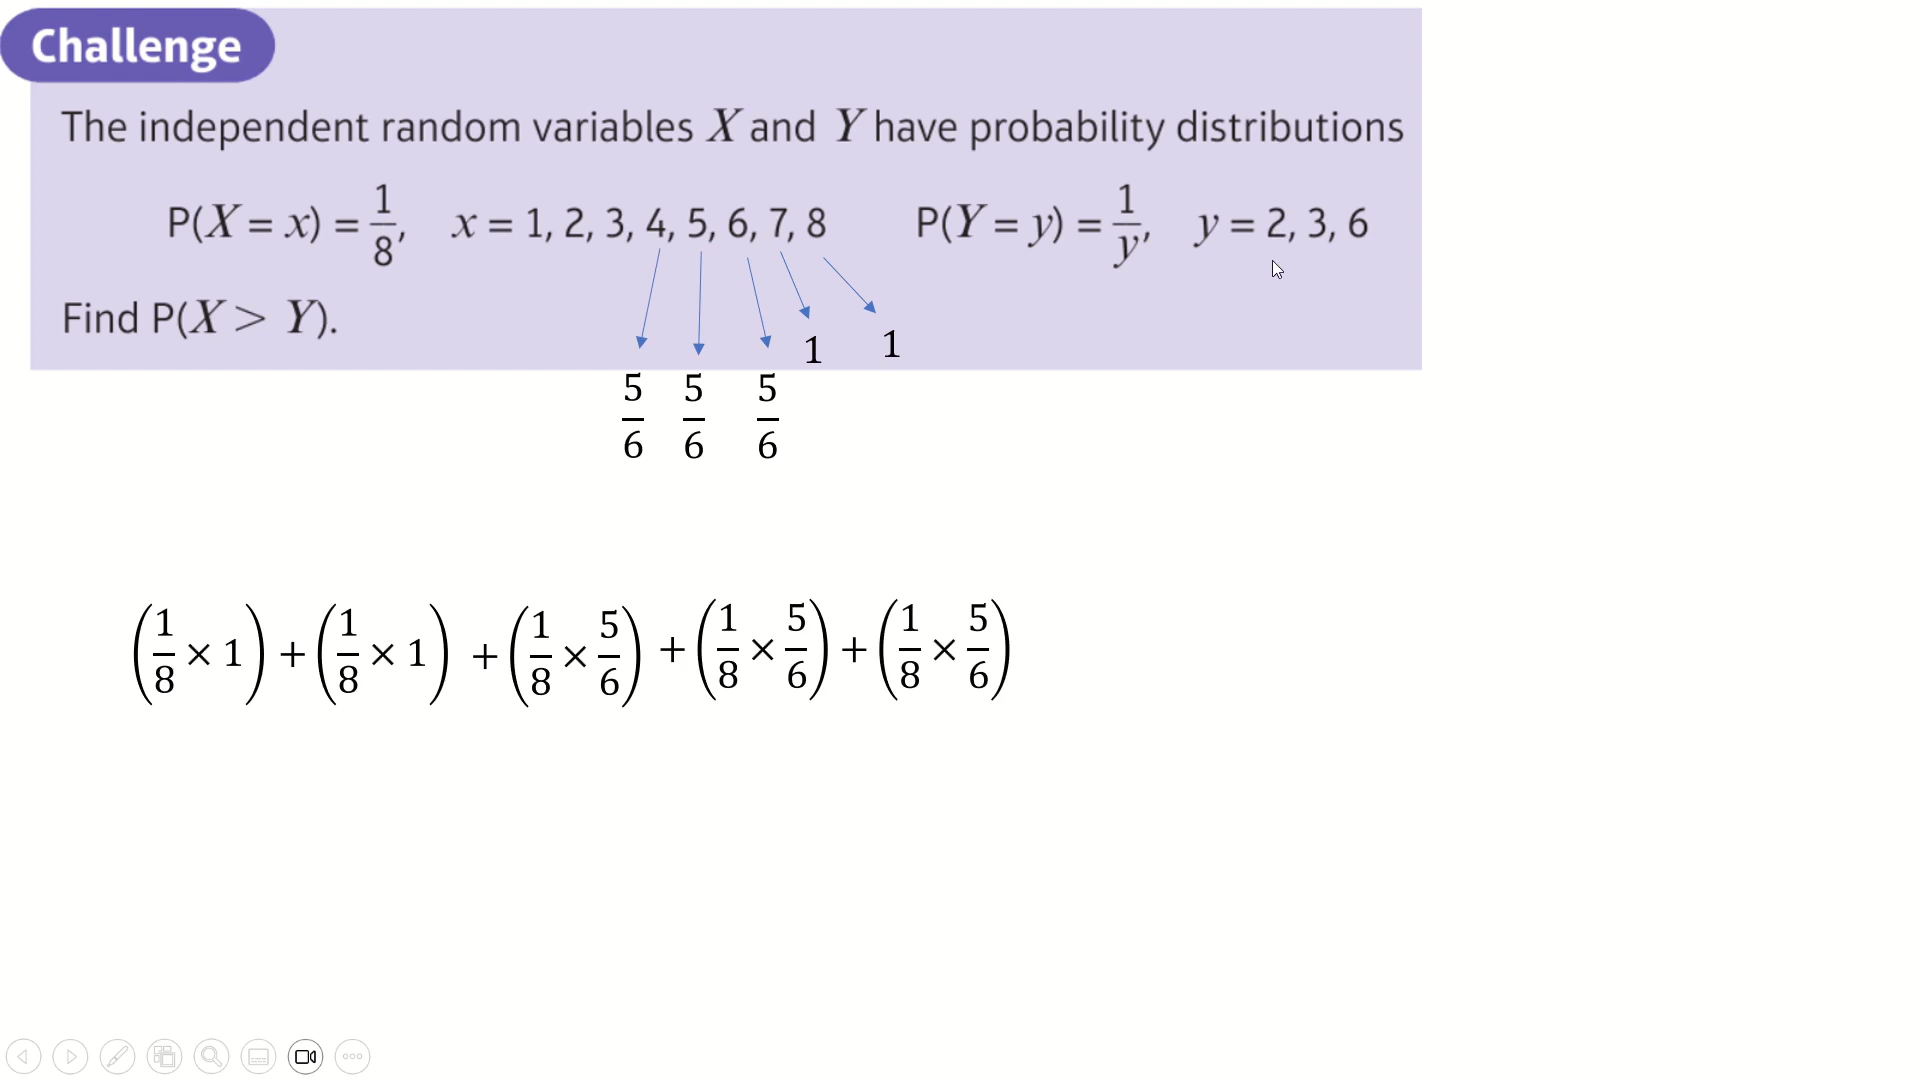 Challenge
The independent random variables X and Y have probability distributions
P(X = x) = 1/8, x = 1, 2, 3, 4, 5, 6, 7, 8 P(Y = y) = 1/y, y = 2, 3, 6
Find P(X > Y).
5/6 5/6 5/6 1 1
(1/8 × 1) + (1/8 × 1) + (1/8 × 5/6) + (1/8 × 5/6) + (1/8 × 5/6)